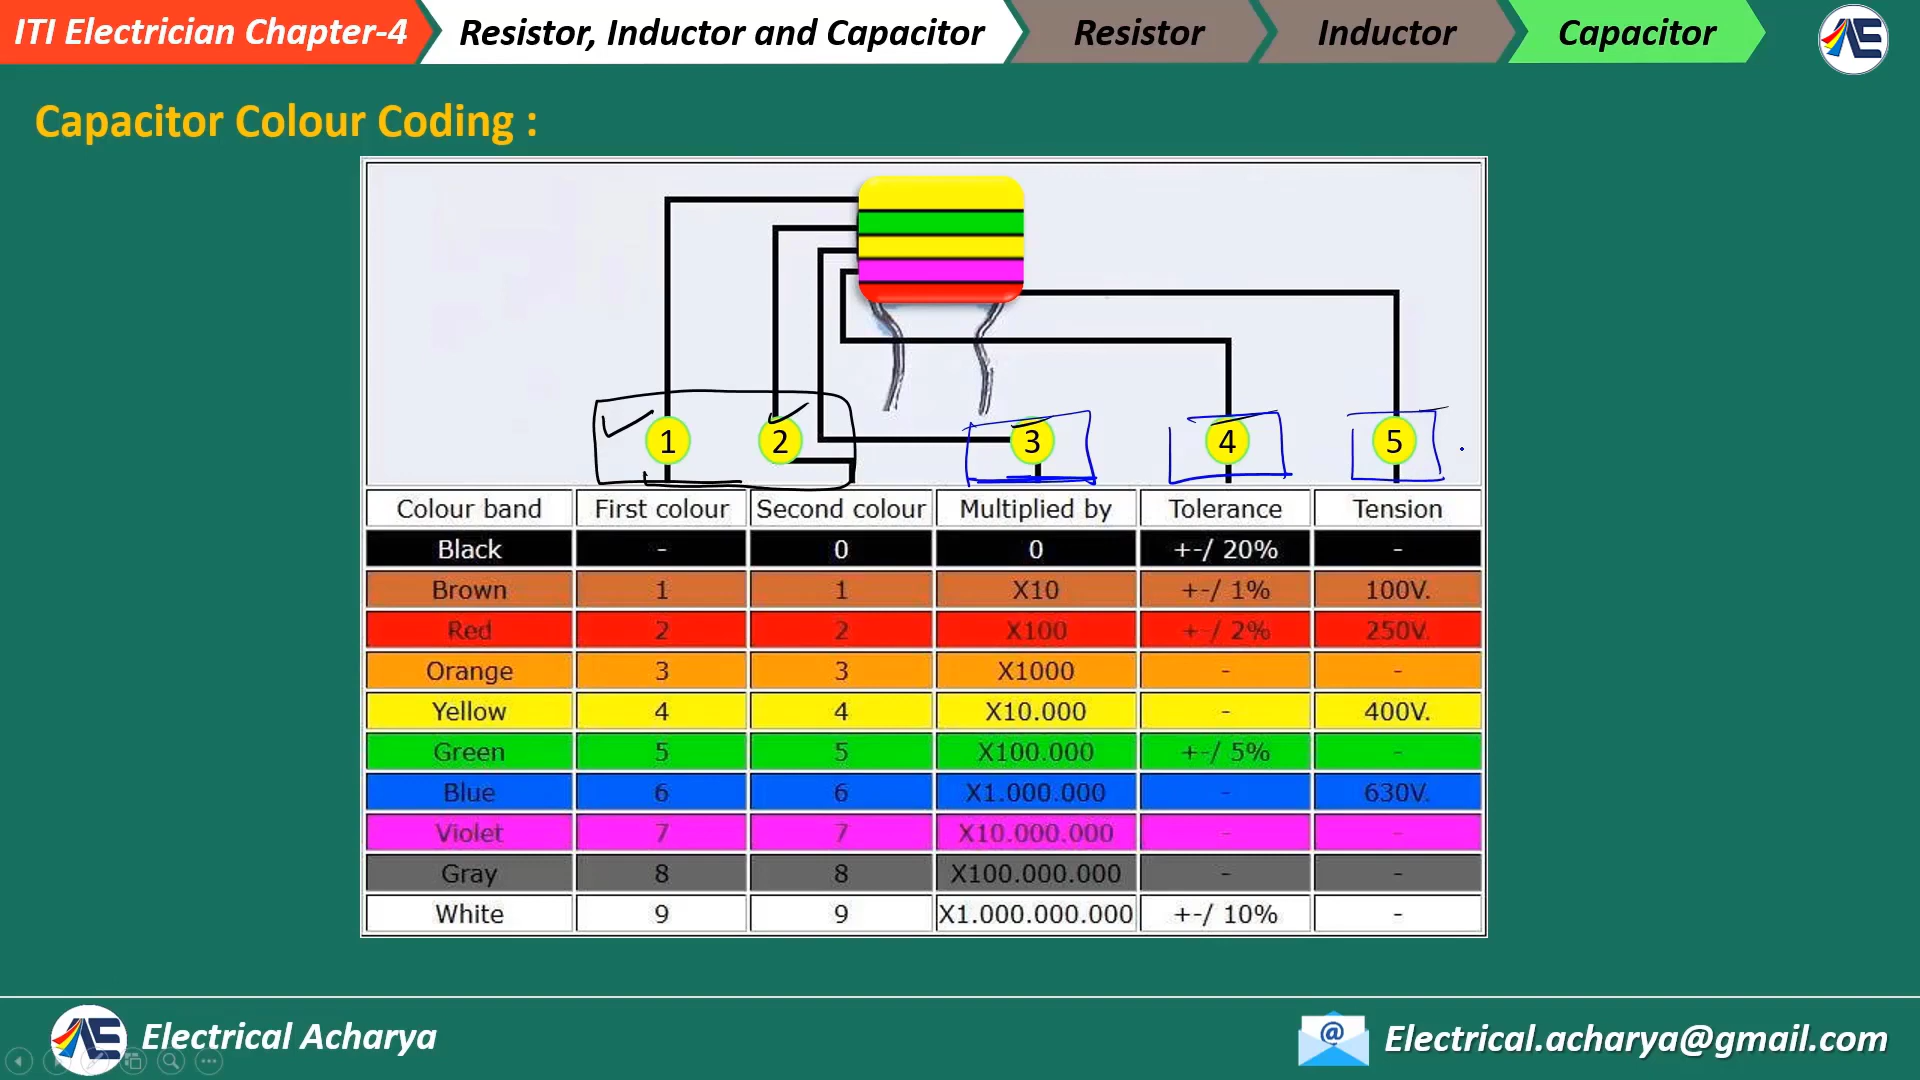 ITI Electrician Chapter-4 Resistor, Inductor and Capacitor Resistor Inductor Capacitor
AE
Capacitor Colour Coding :
1 2 3 4 5
Colour band First colour Second colour Multiplied by Tolerance Tension
Black - 0 0 +-/ 20% -
Brown 1 1 X10 +-/ 1% 100V.
Red 2 2 X100 +-/ 2% 250V.
Orange 3 3 X1000 - -
Yellow 4 4 X10.000 - 400V.
Green 5 5 X100.000 +-/ 5% -
Blue 6 6 X1.000.000 - 630V.
Violet 7 7 X10.000.000 - -
Gray 8 8 X100.000.000 - -
White 9 9 X1.000.000.000 +-/ 10% -
AE Electrical Acharya @ Electrical.acharya@gmail.com